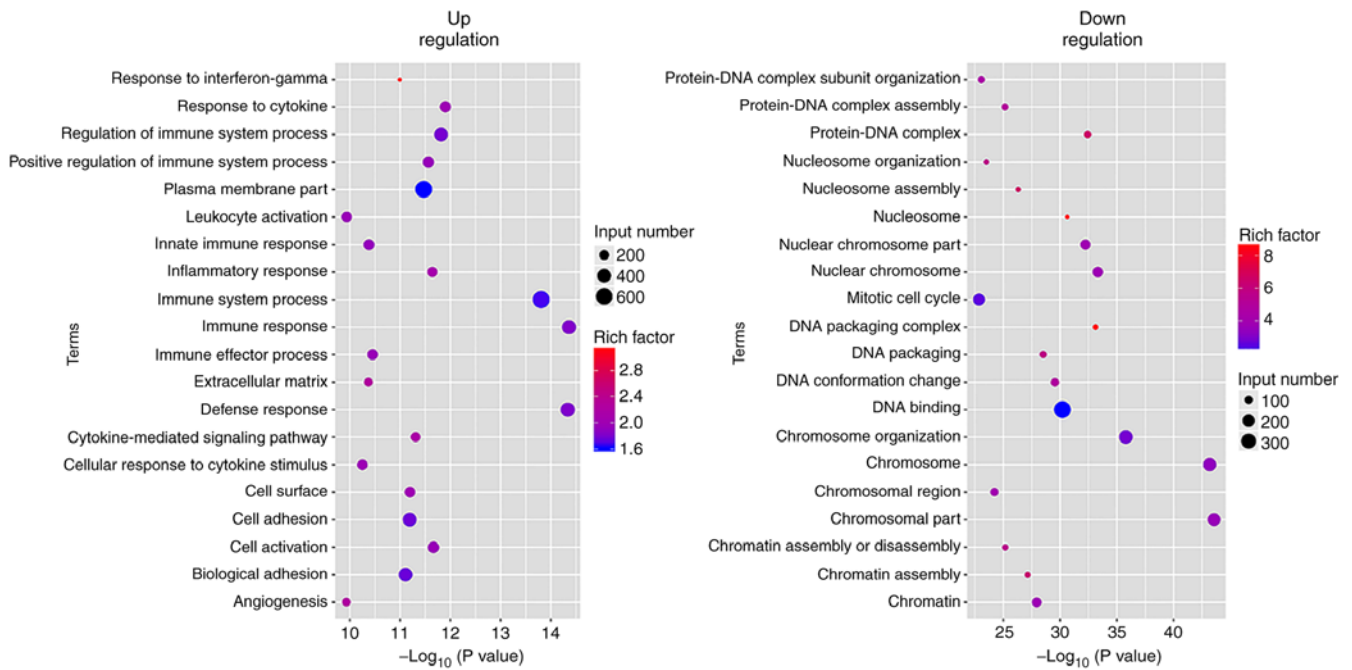 Up
regulation
Response to interferon-gamma
Response to cytokine
Regulation of immune system process
Positive regulation of immune system process
Plasma membrane part
Leukocyte activation
Innate immune response
Inflammatory response
Immune system process
Immune response
Immune effector process
Extracellular matrix
Defense response
Cytokine-mediated signaling pathway
Cellular response to cytokine stimulus
Cell surface
Cell adhesion
Cell activation
Biological adhesion
Angiogenesis
Terms
10 11 12 13 14
–Log10 (P value)
Input number
200
400
600
Rich factor
2.8
2.4
2.0
1.6
Down
regulation
Protein-DNA complex subunit organization
Protein-DNA complex assembly
Protein-DNA complex
Nucleosome organization
Nucleosome assembly
Nucleosome
Nuclear chromosome part
Nuclear chromosome
Mitotic cell cycle
DNA packaging complex
DNA packaging
DNA conformation change
DNA binding
Chromosome organization
Chromosome
Chromosomal region
Chromosomal part
Chromatin assembly or disassembly
Chromatin assembly
Chromatin
Terms
25 30 35 40
–Log10 (P value)
Rich factor
8
6
4
Input number
100
200
300